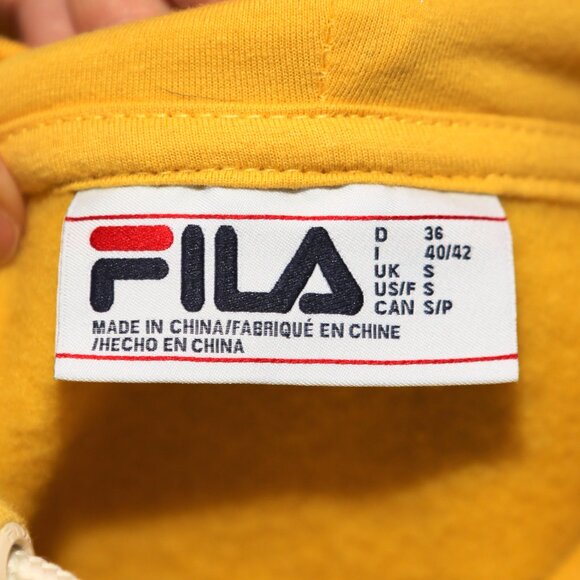 FILA
D 36
I 40/42
UK S
US/F S
CAN S/P
MADE IN CHINA/FABRIQUÉ EN CHINE
/HECHO EN CHINA